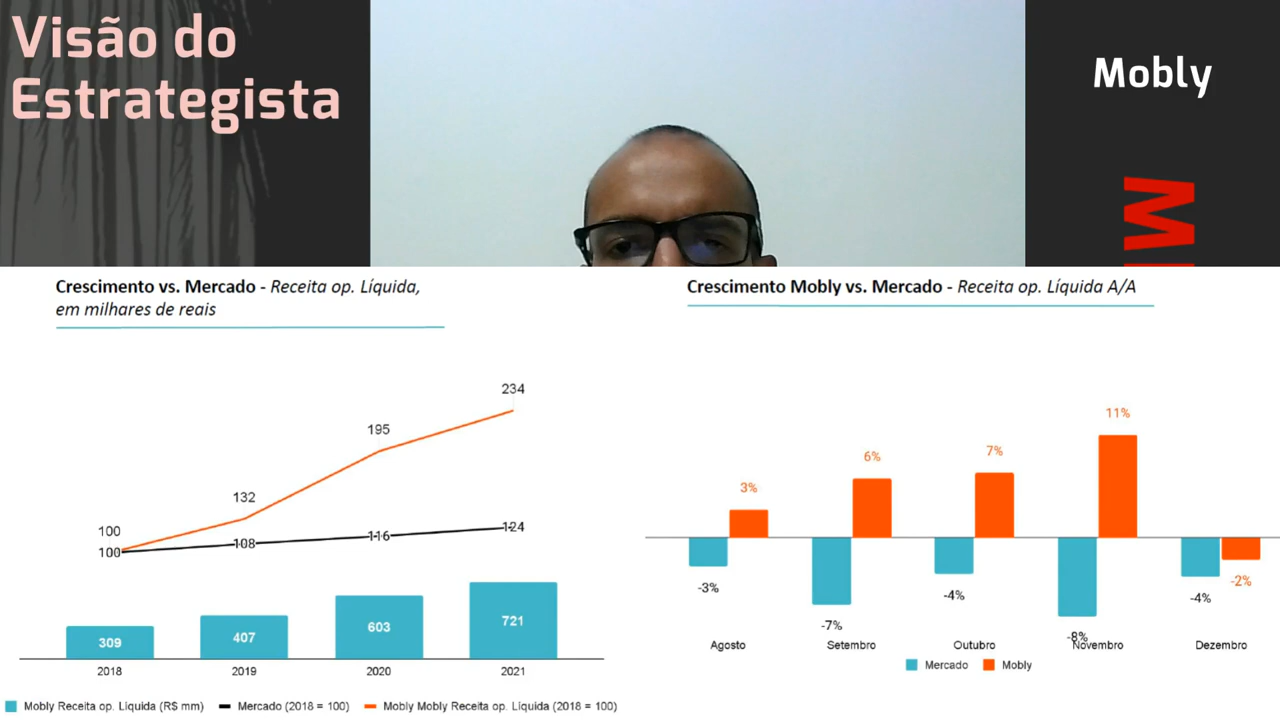 Visão do
Estrategista
Mobly
M
Crescimento vs. Mercado - Receita op. Líquida,
em milhares de reais
234
195
132
100
100
108
116
124
309
407
603
721
2018
2019
2020
2021
Mobly Receita op. Líquida (R$ mm)
Mercado (2018 = 100)
Mobly Mobly Receita op. Líquida (2018 = 100)
Crescimento Mobly vs. Mercado - Receita op. Líquida A/A
3%
6%
7%
11%
-3%
-7%
-4%
-8%
-4%
-2%
Agosto
Setembro
Outubro
Novembro
Dezembro
Mercado
Mobly